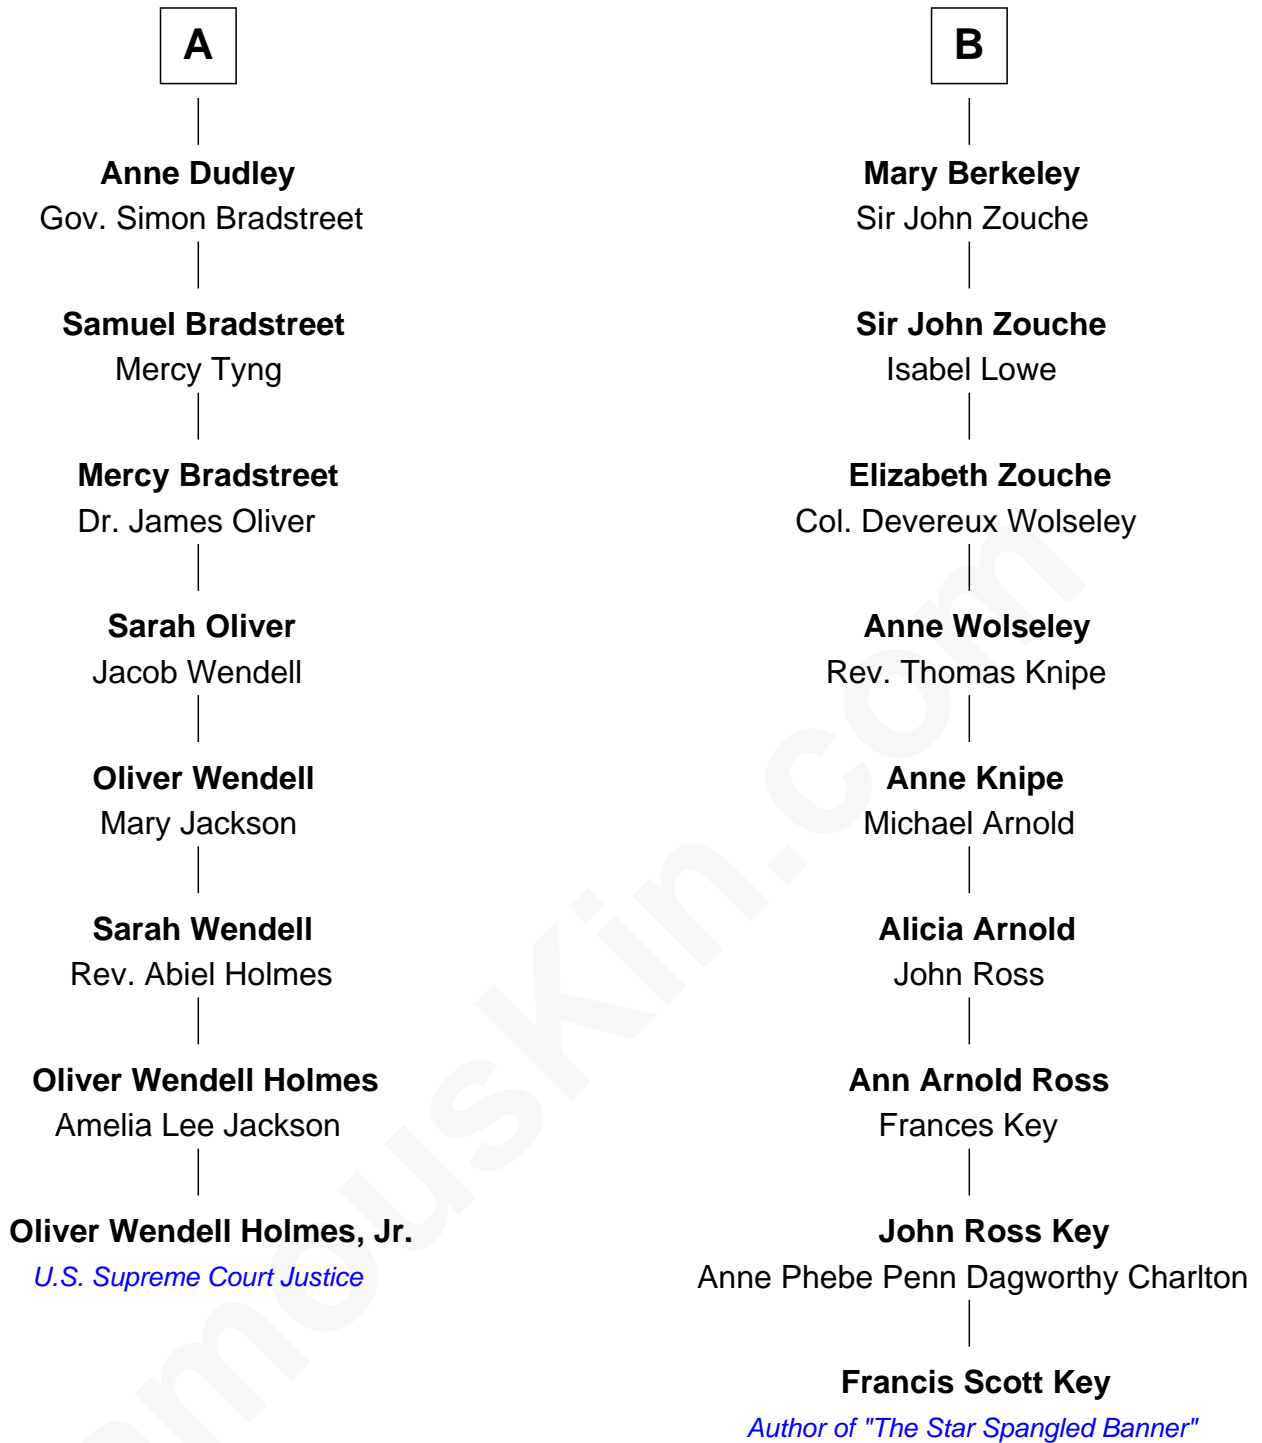 A
Anne Dudley
Gov. Simon Bradstreet
Samuel Bradstreet
Mercy Tyng
Mercy Bradstreet
Dr. James Oliver
Sarah Oliver
Jacob Wendell
Oliver Wendell
Mary Jackson
Sarah Wendell
Rev. Abiel Holmes
Oliver Wendell Holmes
Amelia Lee Jackson
Oliver Wendell Holmes, Jr.
U.S. Supreme Court Justice
B
Mary Berkeley
Sir John Zouche
Sir John Zouche
Isabel Lowe
Elizabeth Zouche
Col. Devereux Wolseley
Anne Wolseley
Rev. Thomas Knipe
Anne Knipe
Michael Arnold
Alicia Arnold
John Ross
Ann Arnold Ross
Frances Key
John Ross Key
Anne Phebe Penn Dagworthy Charlton
Francis Scott Key
Author of "The Star Spangled Banner"
amouskin.com